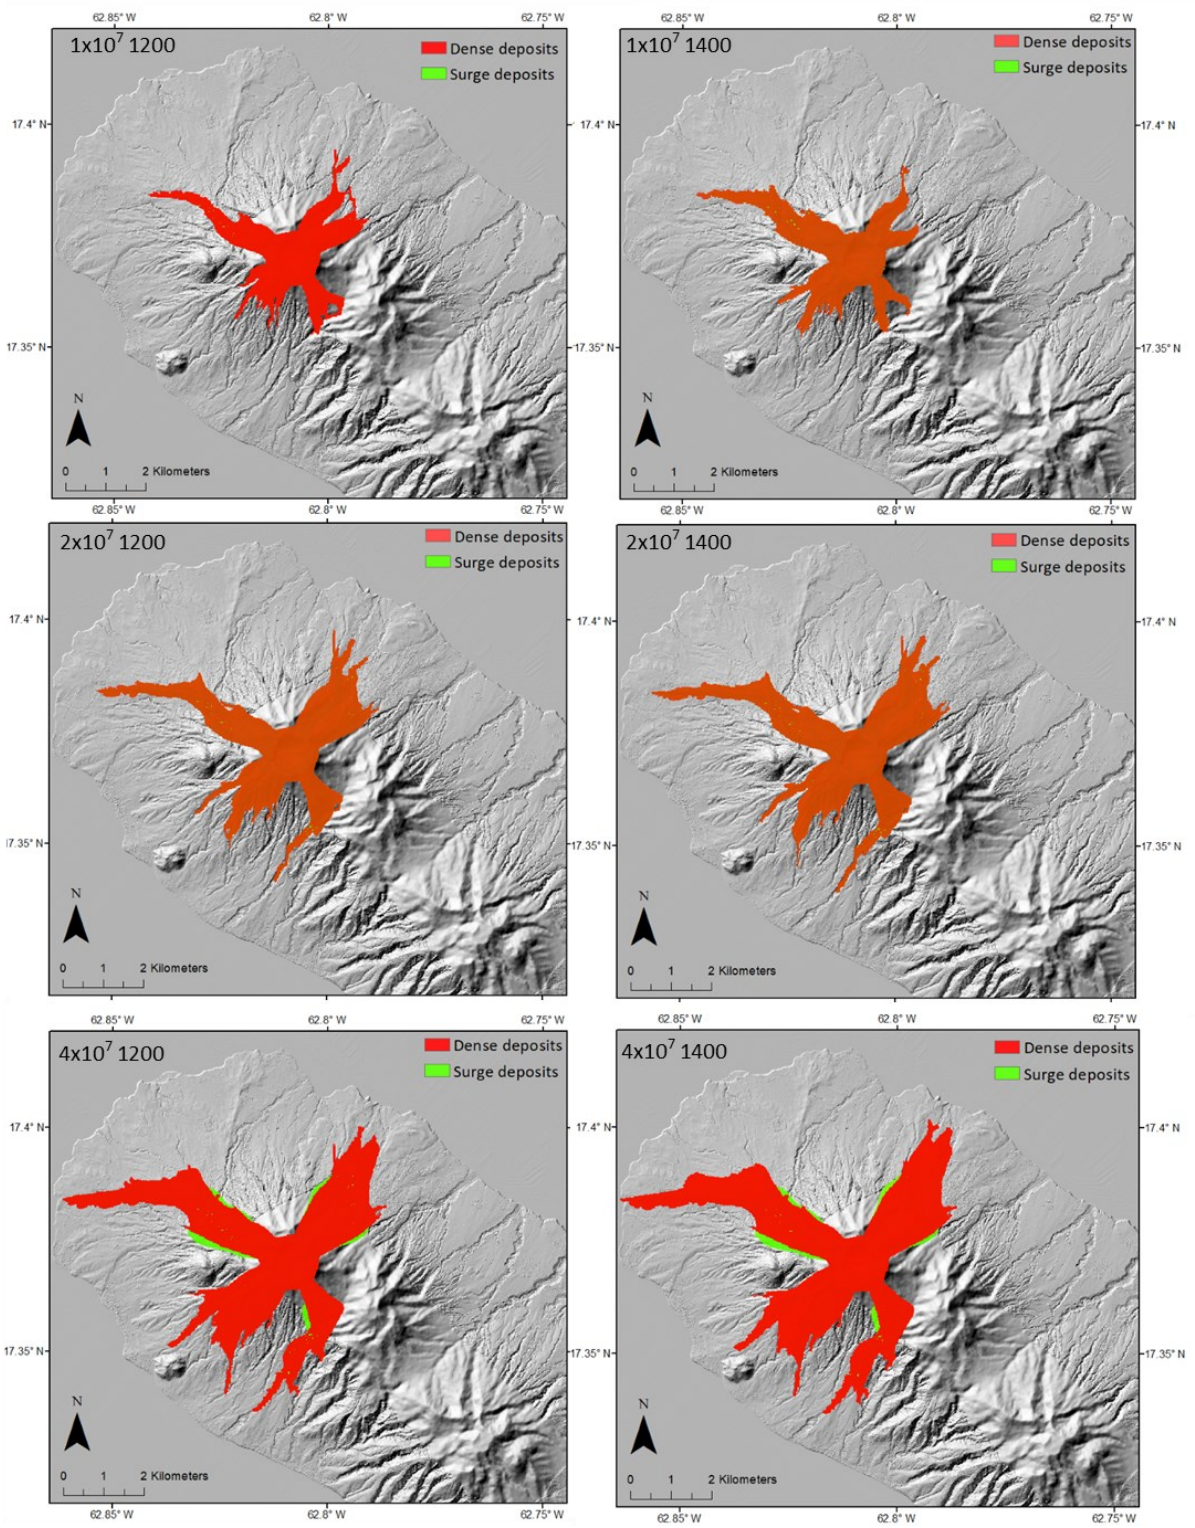 62.85° W 62.8° W 62.75° W
62.85° W 62.8° W 62.75° W
1x10⁷ 1200
Dense deposits
Surge deposits
17.4° N
17.35° N
N
0 1 2 Kilometers
62.85° W 62.8° W 62.75° W
1x10⁷ 1400
Dense deposits
Surge deposits
17.4° N
17.35° N
N
0 1 2 Kilometers
62.85° W 62.8° W 62.75° W
2x10⁷ 1200
Dense deposits
Surge deposits
17.4° N
17.35° N
N
0 1 2 Kilometers
62.85° W 62.8° W 62.75° W
2x10⁷ 1400
Dense deposits
Surge deposits
17.4° N
17.4° N
17.35° N
17.35° N
N
0 1 2 Kilometers
62.85° W 62.8° W 62.75° W
4x10⁷ 1200
Dense deposits
Surge deposits
17.4° N
17.35° N
N
0 1 2 Kilometers
62.85° W 62.8° W 62.75° W
62.85° W 62.8° W 62.75° W
4x10⁷ 1400
Dense deposits
Surge deposits
17.4° N
17.4° N
17.35° N
17.35° N
N
0 1 2 Kilometers
62.85° W 62.8° W 62.75° W